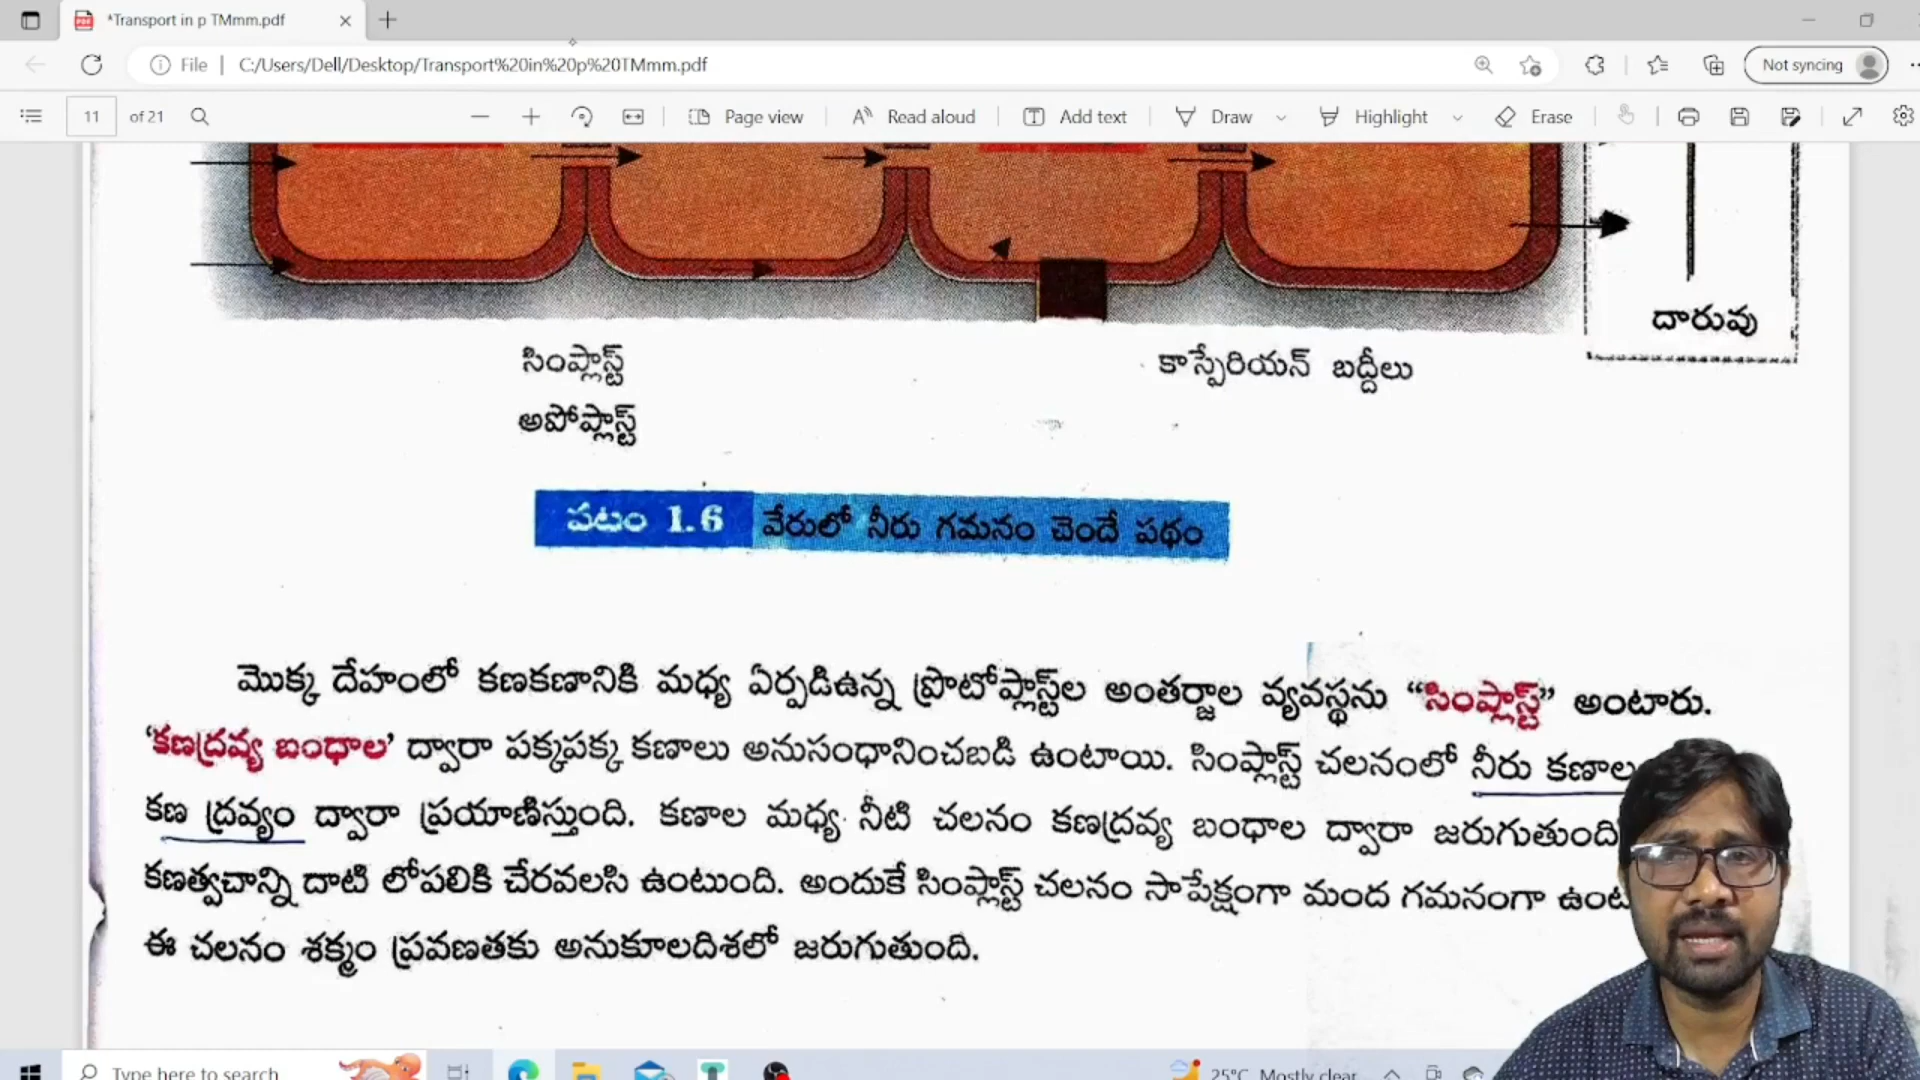 *Transport in p TMmm.pdf
File | C:/Users/Dell/Desktop/Transport%20in%20p%20TMmm.pdf
Not syncing
11 of 21
Page view
Read aloud
Add text
Draw
Highlight
Erase
దారువు
సింప్లాస్ట్
కాస్పేరియన్ బద్దీలు
అపోప్లాస్ట్
పటం 1.6 వేరులో నీరు గమనం చెందే పథం
మొక్క దేహంలో కణకణానికి మధ్య ఏర్పడిఉన్న ప్రొటోప్లాస్ట్‌ల అంతర్జాల వ్యవస్థను “సింప్లాస్ట్” అంటారు.
‘కణద్రవ్య బంధాల’ ద్వారా పక్కపక్క కణాలు అనుసంధానించబడి ఉంటాయి. సింప్లాస్ట్ చలనంలో నీరు కణాల
కణ ద్రవ్యం ద్వారా ప్రయాణిస్తుంది. కణాల మధ్య నీటి చలనం కణద్రవ్య బంధాల ద్వారా జరుగుతుంది
కణత్వచాన్ని దాటి లోపలికి చేరవలసి ఉంటుంది. అందుకే సింప్లాస్ట్ చలనం సాపేక్షంగా మంద గమనంగా
ఈ చలనం శక్మం ప్రవణతకు అనుకూలదిశలో జరుగుతుంది.
Type here to search
25°C Mostly clear